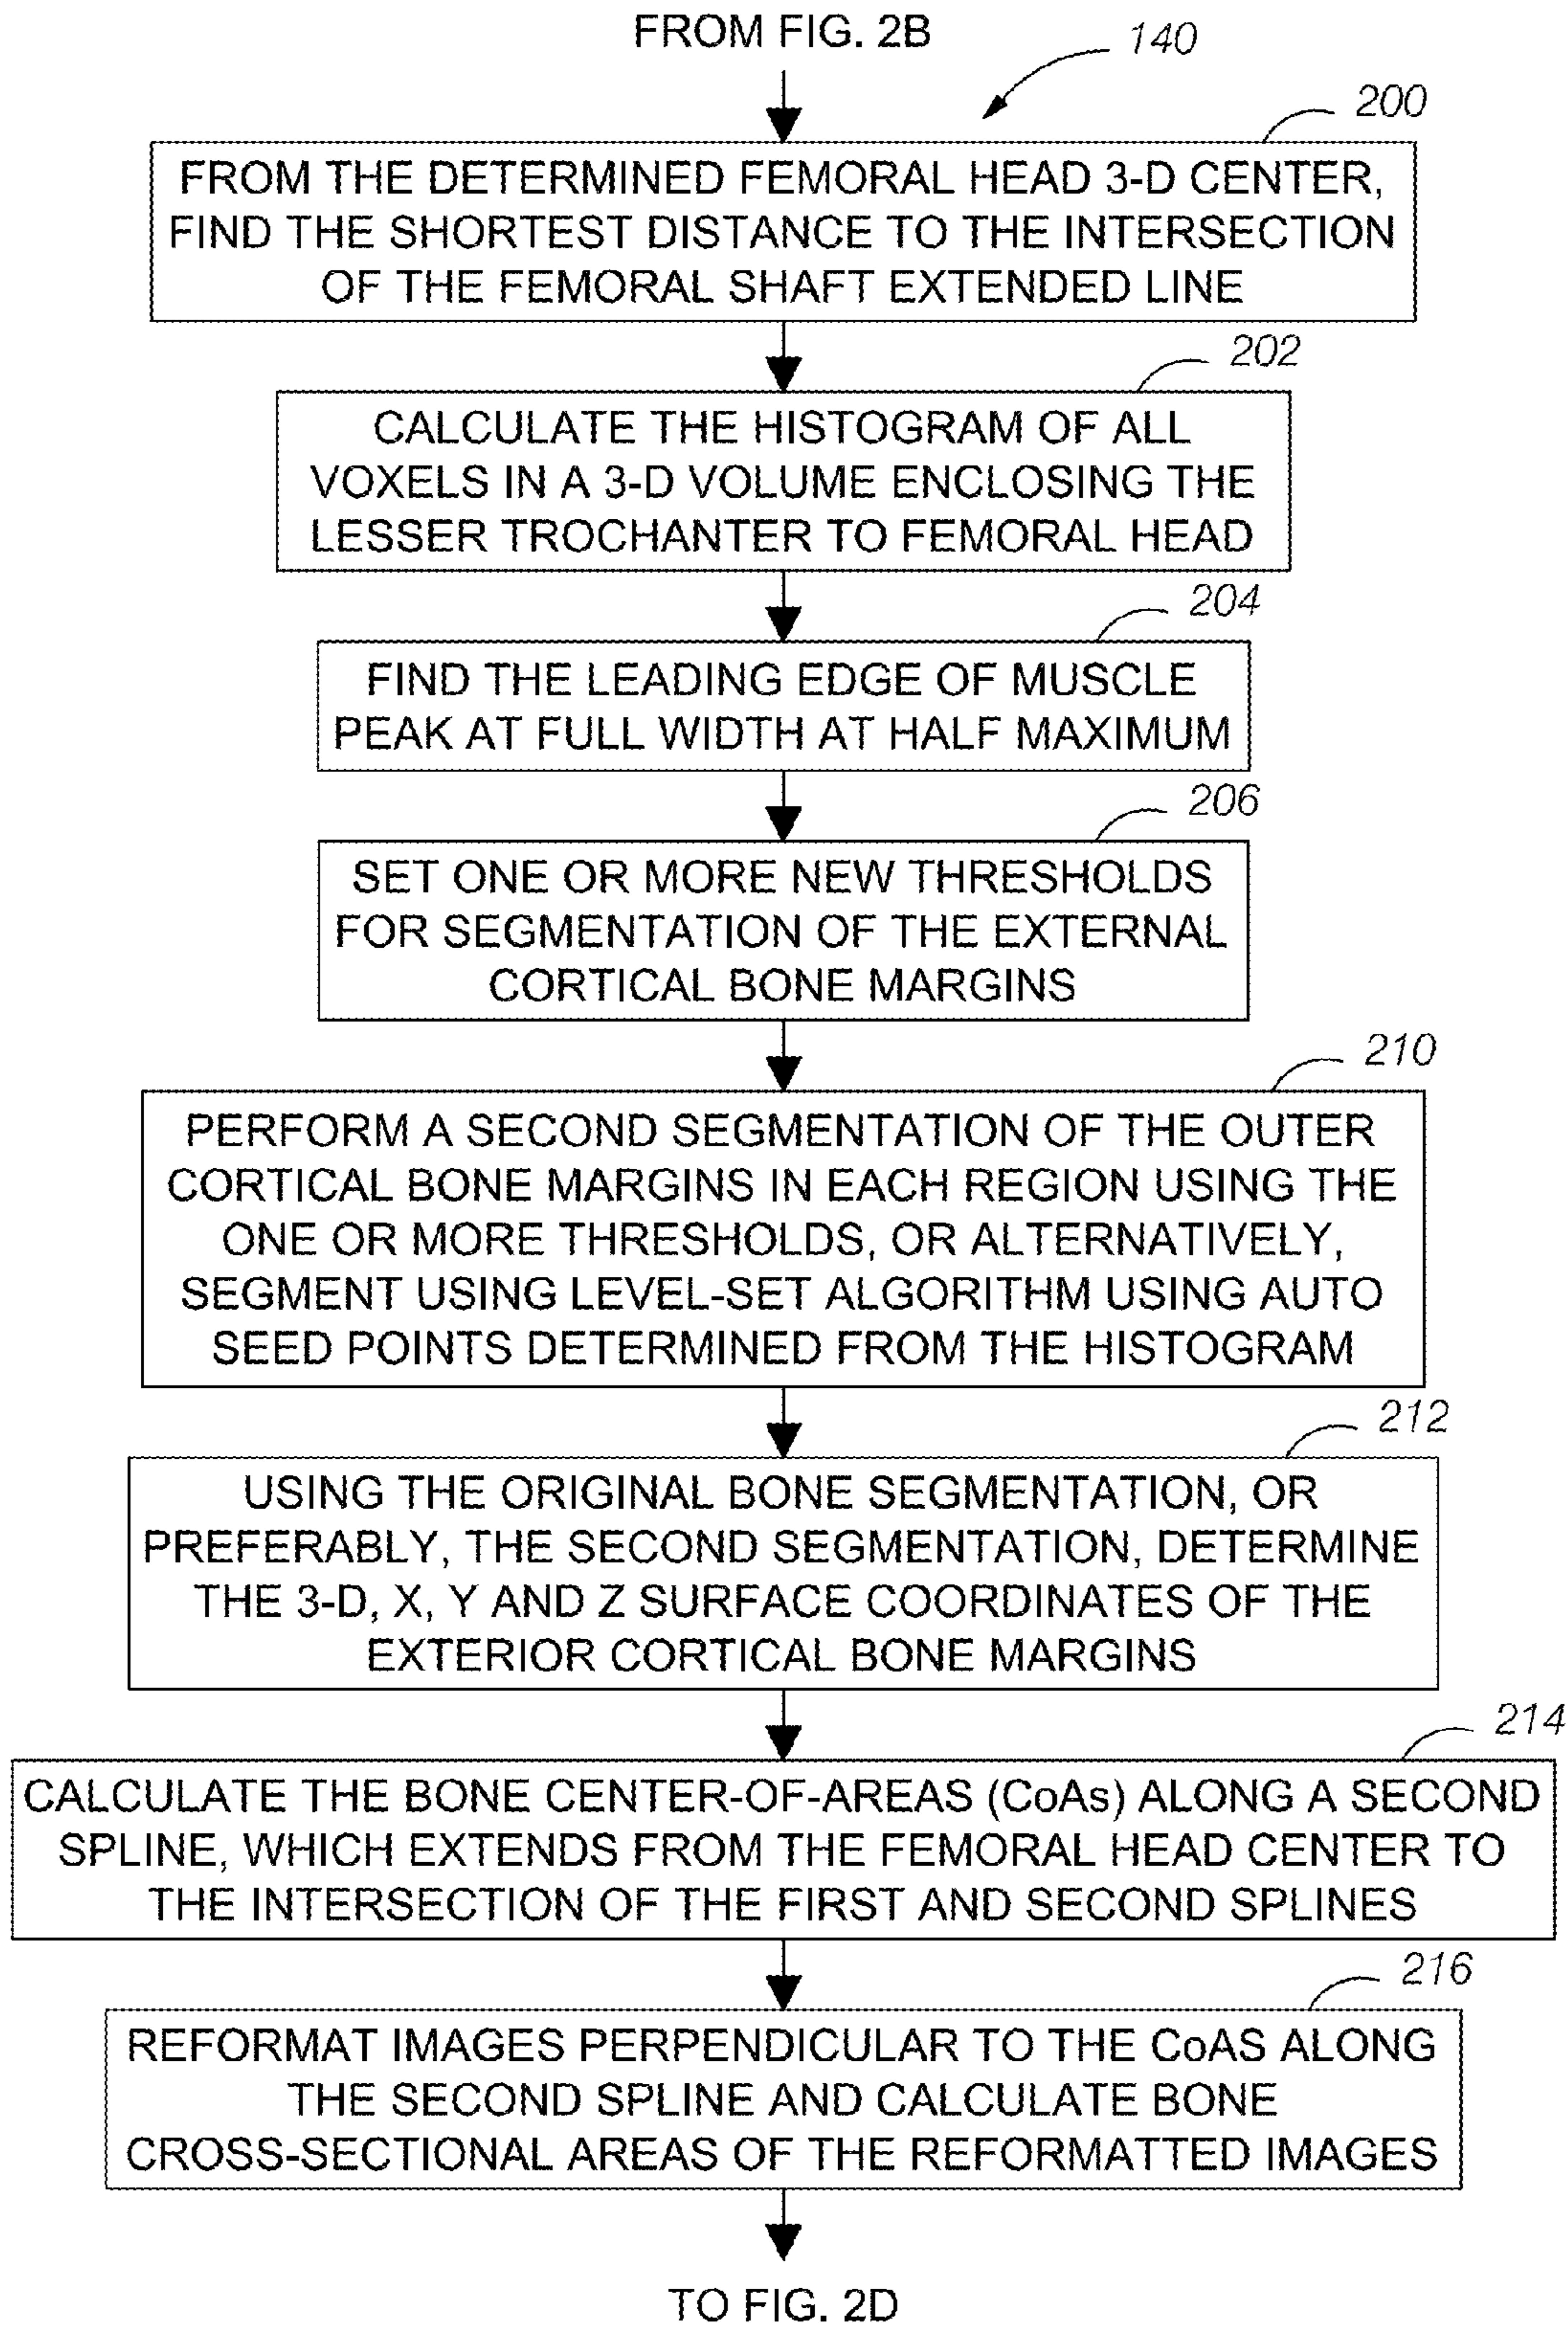 FROM FIG. 2B
140
200
FROM THE DETERMINED FEMORAL HEAD 3-D CENTER,
FIND THE SHORTEST DISTANCE TO THE INTERSECTION
OF THE FEMORAL SHAFT EXTENDED LINE
202
CALCULATE THE HISTOGRAM OF ALL
VOXELS IN A 3-D VOLUME ENCLOSING THE
LESSER TROCHANTER TO FEMORAL HEAD
204
FIND THE LEADING EDGE OF MUSCLE
PEAK AT FULL WIDTH AT HALF MAXIMUM
206
SET ONE OR MORE NEW THRESHOLDS
FOR SEGMENTATION OF THE EXTERNAL
CORTICAL BONE MARGINS
210
PERFORM A SECOND SEGMENTATION OF THE OUTER
CORTICAL BONE MARGINS IN EACH REGION USING THE
ONE OR MORE THRESHOLDS, OR ALTERNATIVELY,
SEGMENT USING LEVEL-SET ALGORITHM USING AUTO
SEED POINTS DETERMINED FROM THE HISTOGRAM
212
USING THE ORIGINAL BONE SEGMENTATION, OR
PREFERABLY, THE SECOND SEGMENTATION, DETERMINE
THE 3-D, X, Y AND Z SURFACE COORDINATES OF THE
EXTERIOR CORTICAL BONE MARGINS
214
CALCULATE THE BONE CENTER-OF-AREAS (CoAs) ALONG A SECOND
SPLINE, WHICH EXTENDS FROM THE FEMORAL HEAD CENTER TO
THE INTERSECTION OF THE FIRST AND SECOND SPLINES
216
REFORMAT IMAGES PERPENDICULAR TO THE CoAS ALONG
THE SECOND SPLINE AND CALCULATE BONE
CROSS-SECTIONAL AREAS OF THE REFORMATTED IMAGES
TO FIG. 2D